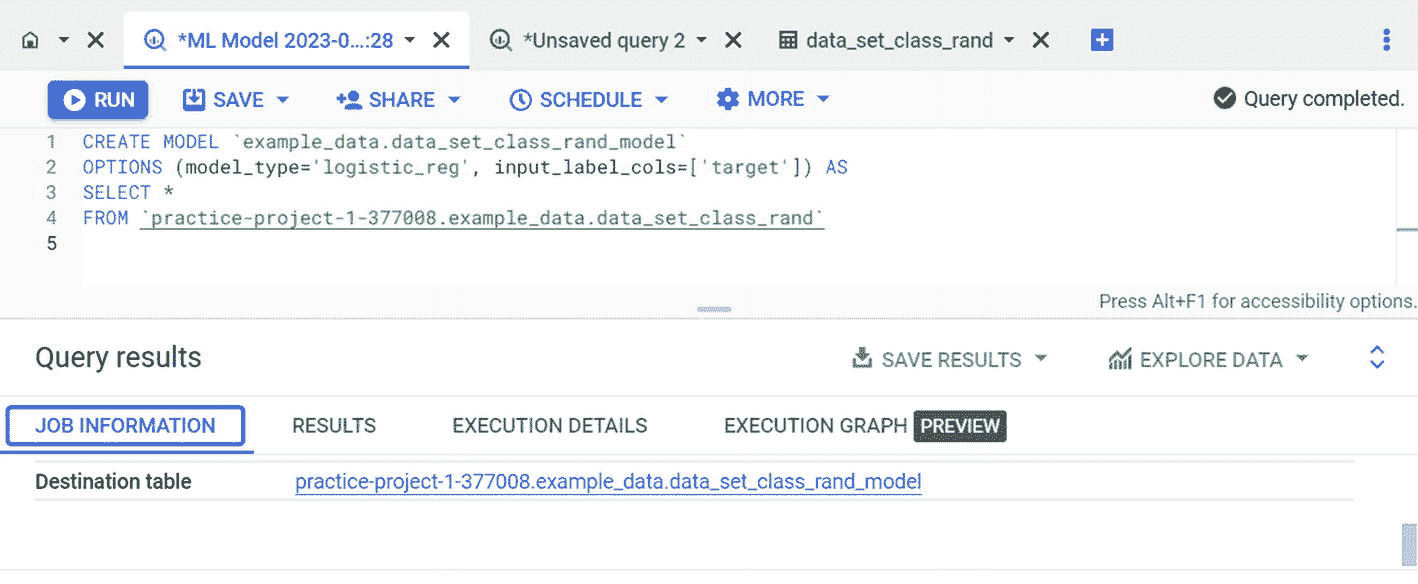 *ML Model 2023-0...:28 *Unsaved query 2 data_set_class_rand
RUN SAVE SHARE SCHEDULE MORE Query completed.
1 CREATE MODEL `example_data.data_set_class_rand_model`
2 OPTIONS (model_type='logistic_reg', input_label_cols=['target']) AS
3 SELECT *
4 FROM `practice-project-1-377008.example_data.data_set_class_rand`
5
Press Alt+F1 for accessibility options.
Query results SAVE RESULTS EXPLORE DATA
JOB INFORMATION RESULTS EXECUTION DETAILS EXECUTION GRAPH PREVIEW
Destination table practice-project-1-377008.example_data.data_set_class_rand_model